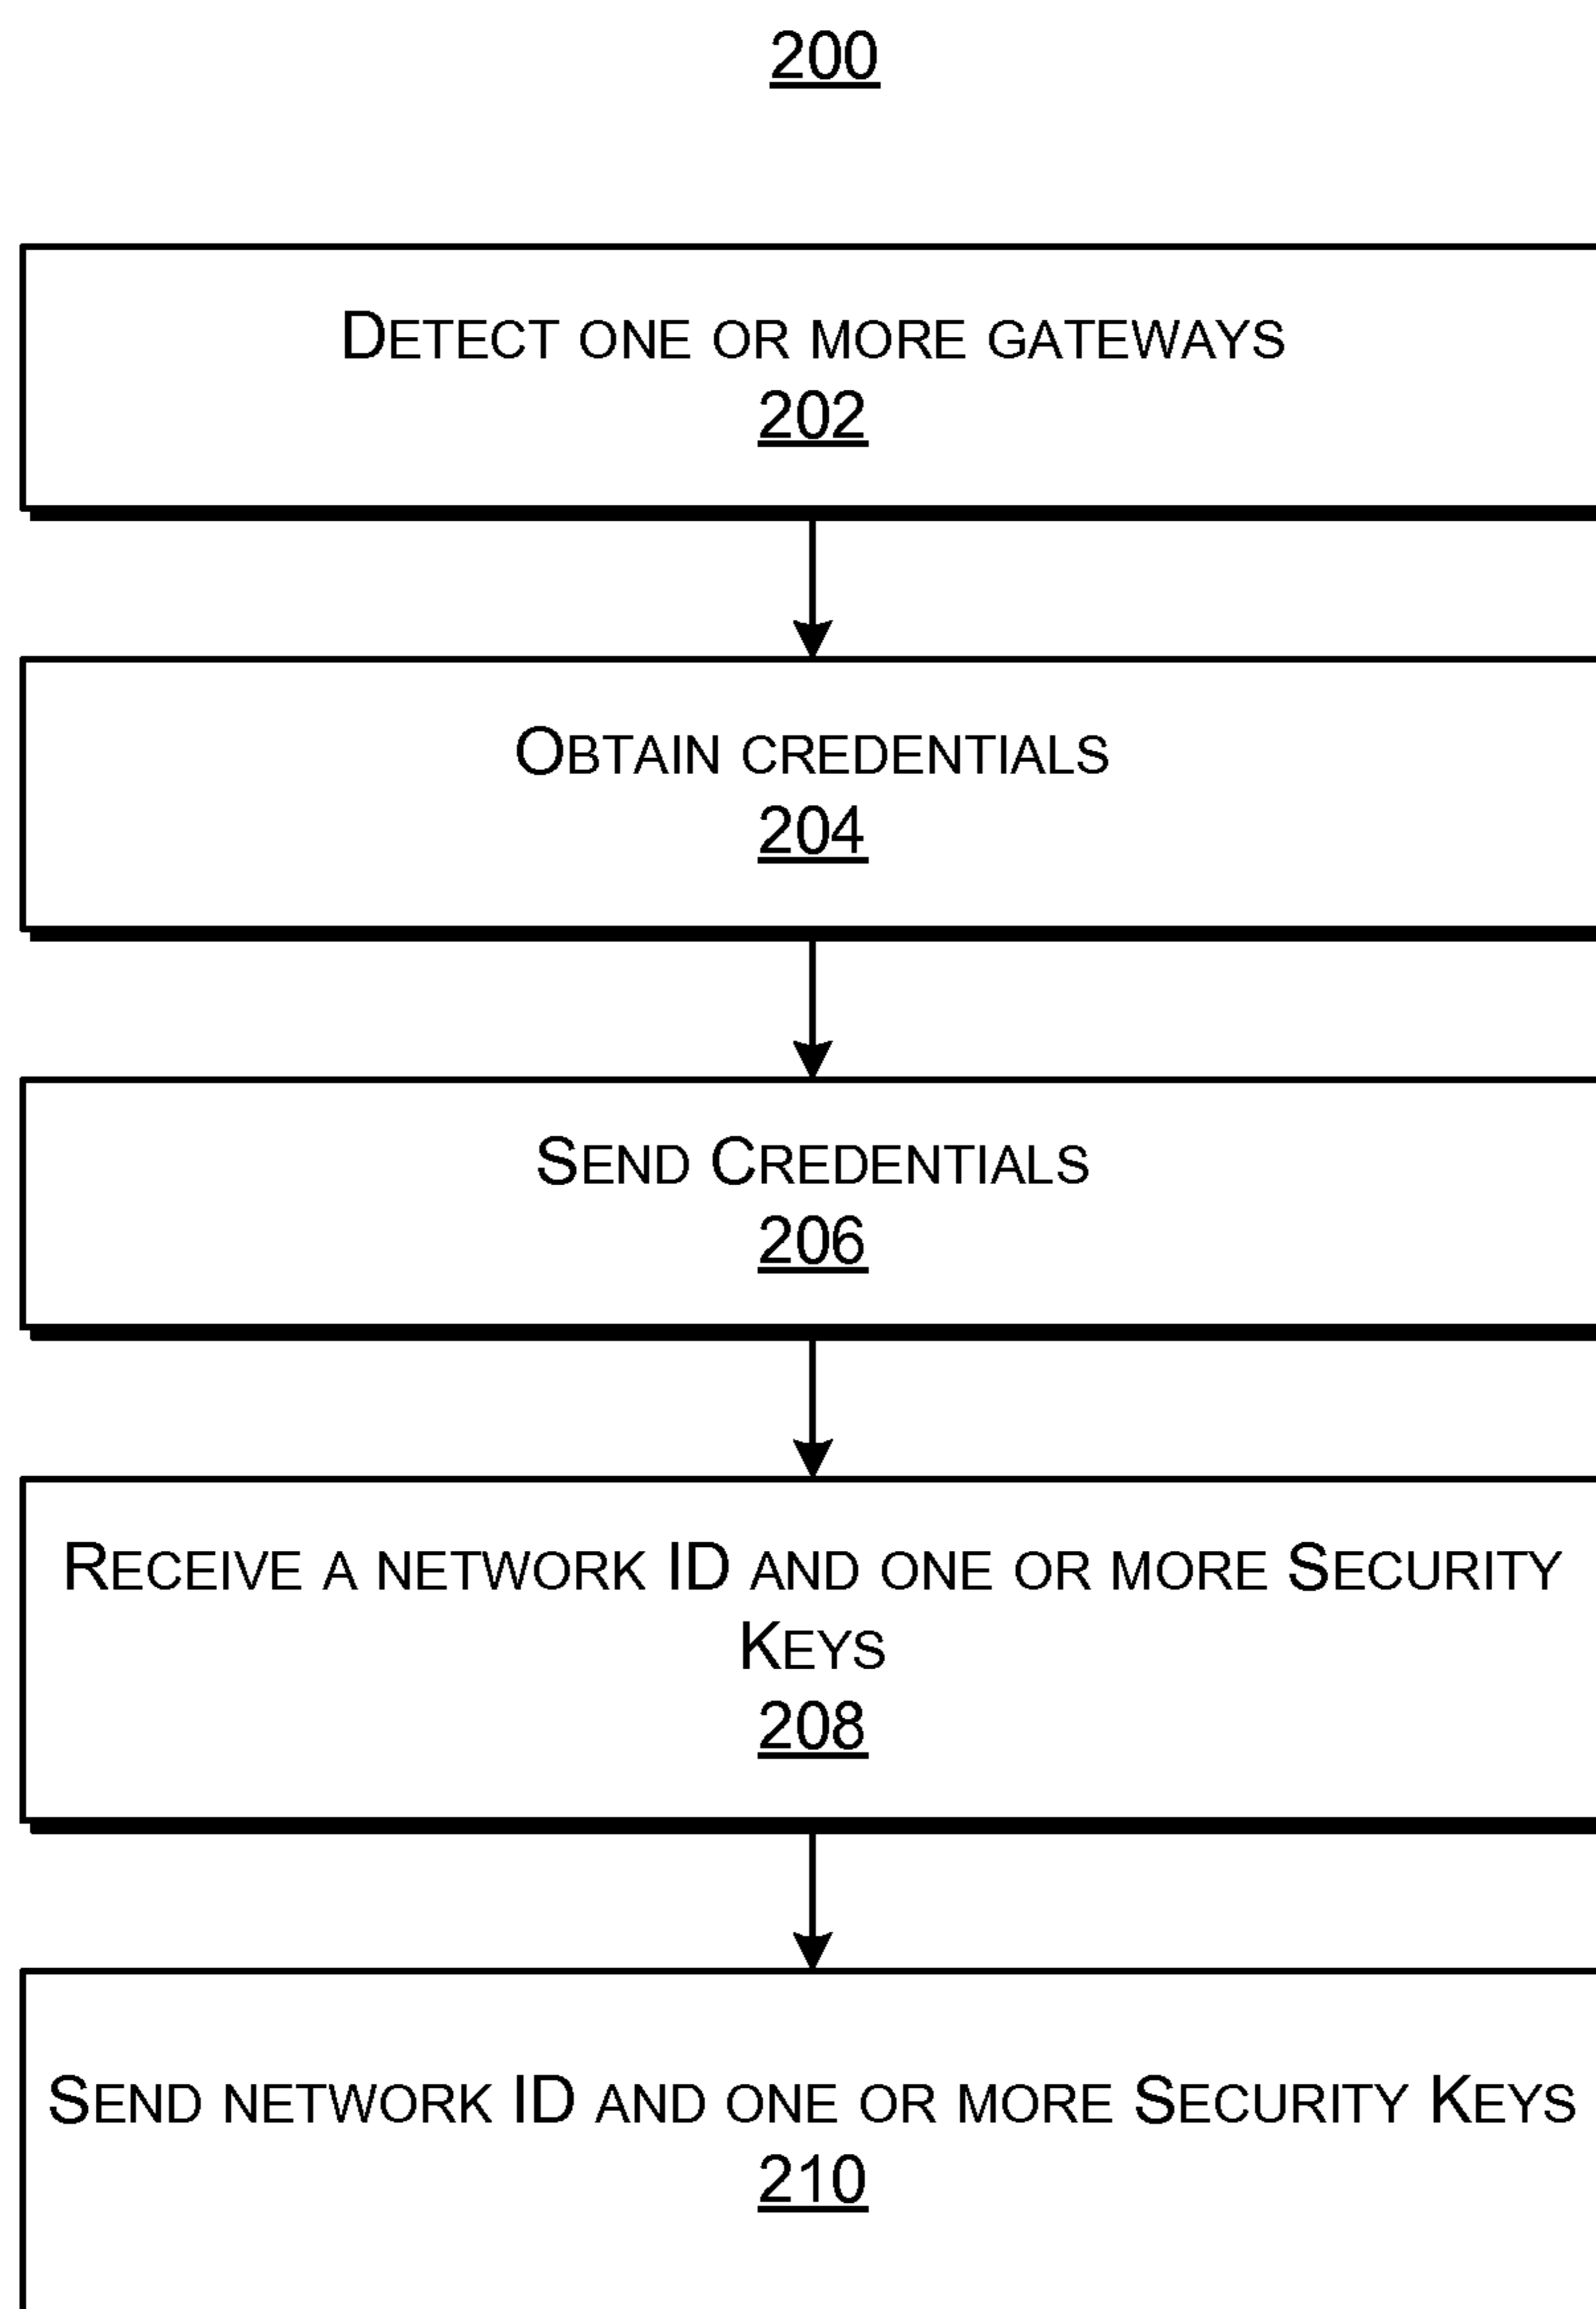 200
DETECT ONE OR MORE GATEWAYS
202
OBTAIN CREDENTIALS
204
SEND CREDENTIALS
206
RECEIVE A NETWORK ID AND ONE OR MORE SECURITY
KEYS
208
SEND NETWORK ID AND ONE OR MORE SECURITY KEYS
210